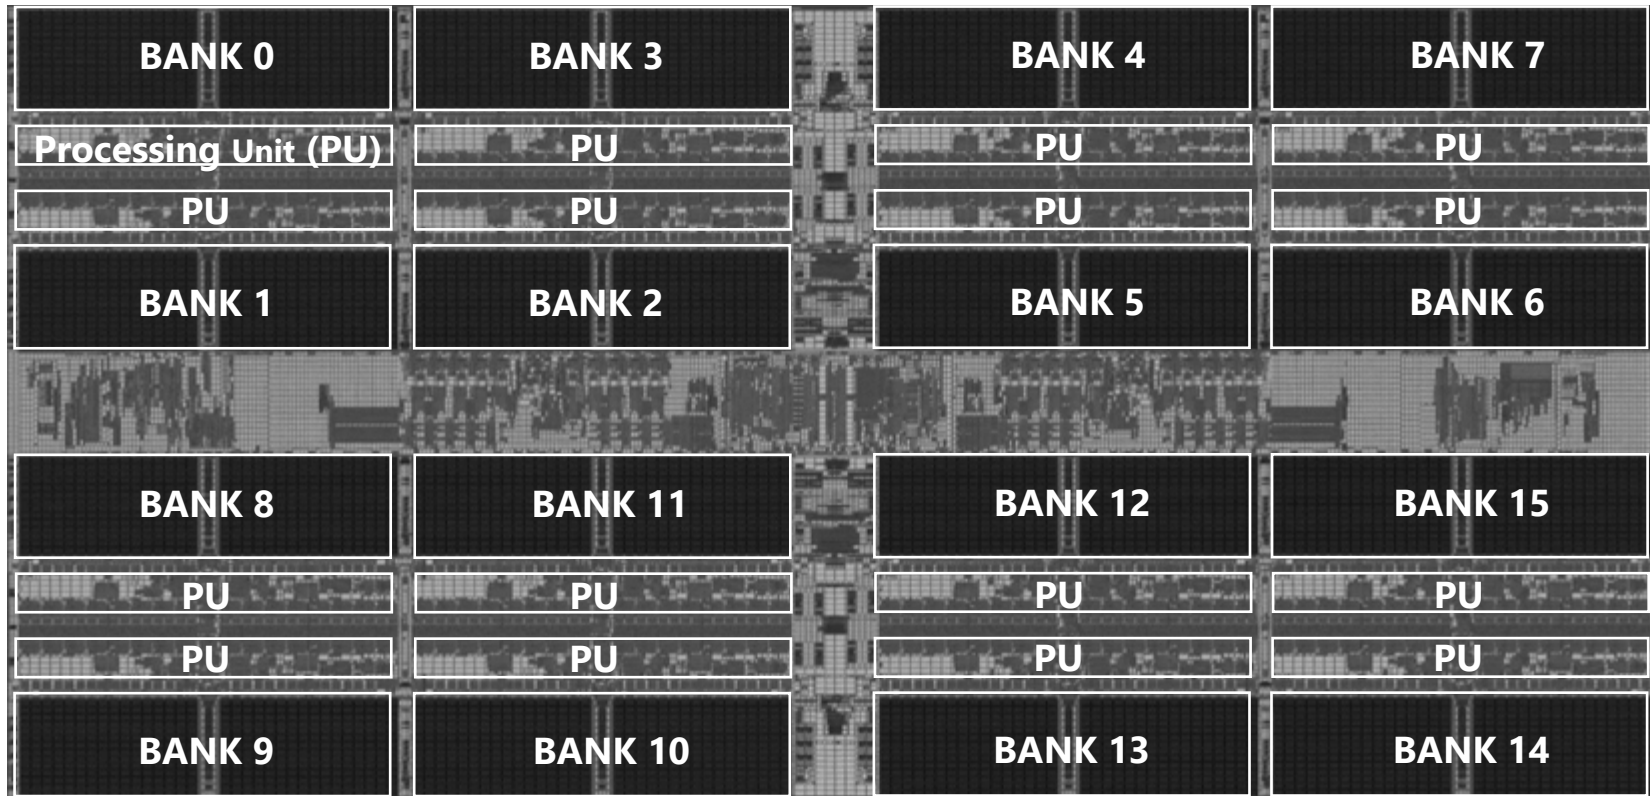 BANK 0
BANK 3
BANK 4
BANK 7
Processing Unit (PU)
PU
PU
PU
PU
PU
PU
PU
BANK 1
BANK 2
BANK 5
BANK 6
BANK 8
BANK 11
BANK 12
BANK 15
PU
PU
PU
PU
PU
PU
PU
PU
BANK 9
BANK 10
BANK 13
BANK 14